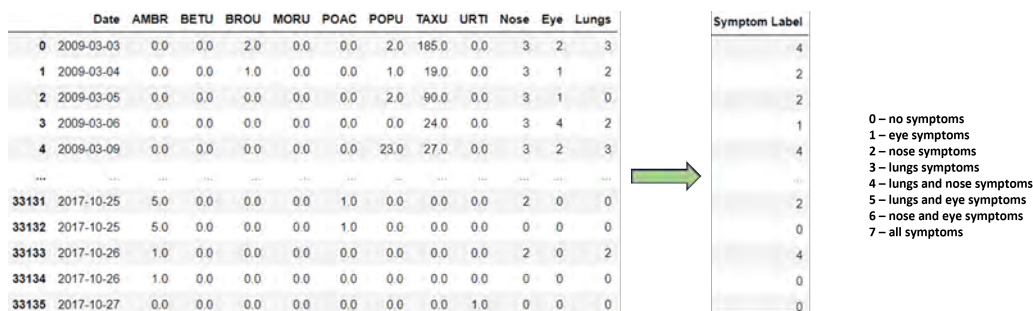 Date AMBR BETU BROU MORU POAC POPU TAXU URTI Nose Eye Lungs
0 2009-03-03 0.0 0.0 2.0 0.0 0.0 2.0 185.0 0.0 3 2 3
1 2009-03-04 0.0 0.0 1.0 0.0 0.0 1.0 19.0 0.0 3 1 2
2 2009-03-05 0.0 0.0 0.0 0.0 0.0 2.0 90.0 0.0 3 1 0
3 2009-03-06 0.0 0.0 0.0 0.0 0.0 0.0 24.0 0.0 3 4 2
4 2009-03-09 0.0 0.0 0.0 0.0 0.0 23.0 27.0 0.0 3 2 3
... ... ... ... ... ... ... ... ... ... ... ... ...
33131 2017-10-25 5.0 0.0 0.0 0.0 1.0 0.0 0.0 0.0 2 0 0
33132 2017-10-25 5.0 0.0 0.0 0.0 1.0 0.0 0.0 0.0 0 0 0
33133 2017-10-26 1.0 0.0 0.0 0.0 0.0 0.0 0.0 0.0 2 0 2
33134 2017-10-26 1.0 0.0 0.0 0.0 0.0 0.0 0.0 0.0 0 0 0
33135 2017-10-27 0.0 0.0 0.0 0.0 0.0 0.0 0.0 1.0 0 0 0
Symptom Label
4
2
2
1
4
...
2
0
4
0
0
0 – no symptoms
1 – eye symptoms
2 – nose symptoms
3 – lungs symptoms
4 – lungs and nose symptoms
5 – lungs and eye symptoms
6 – nose and eye symptoms
7 – all symptoms